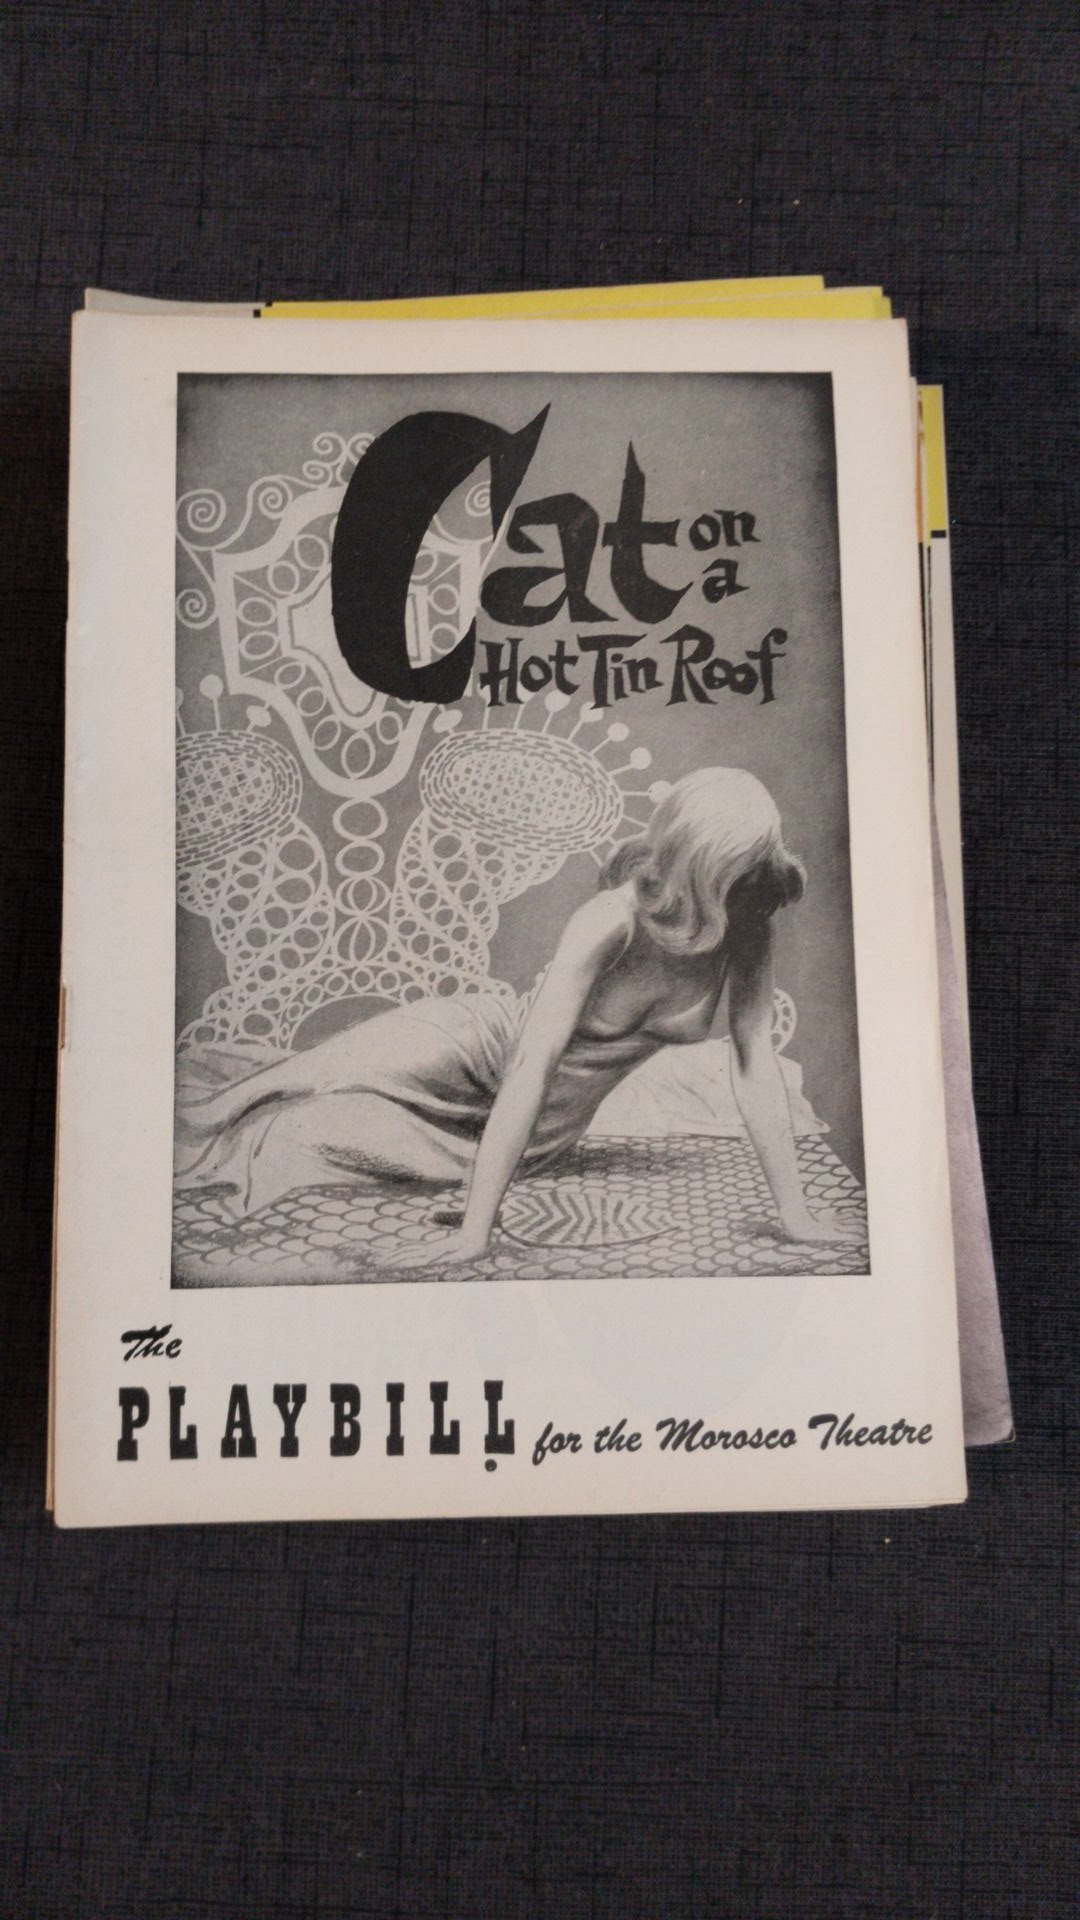 Cat on
a
Hot Tin Roof
The
PLAYBILL for the Morosco Theatre